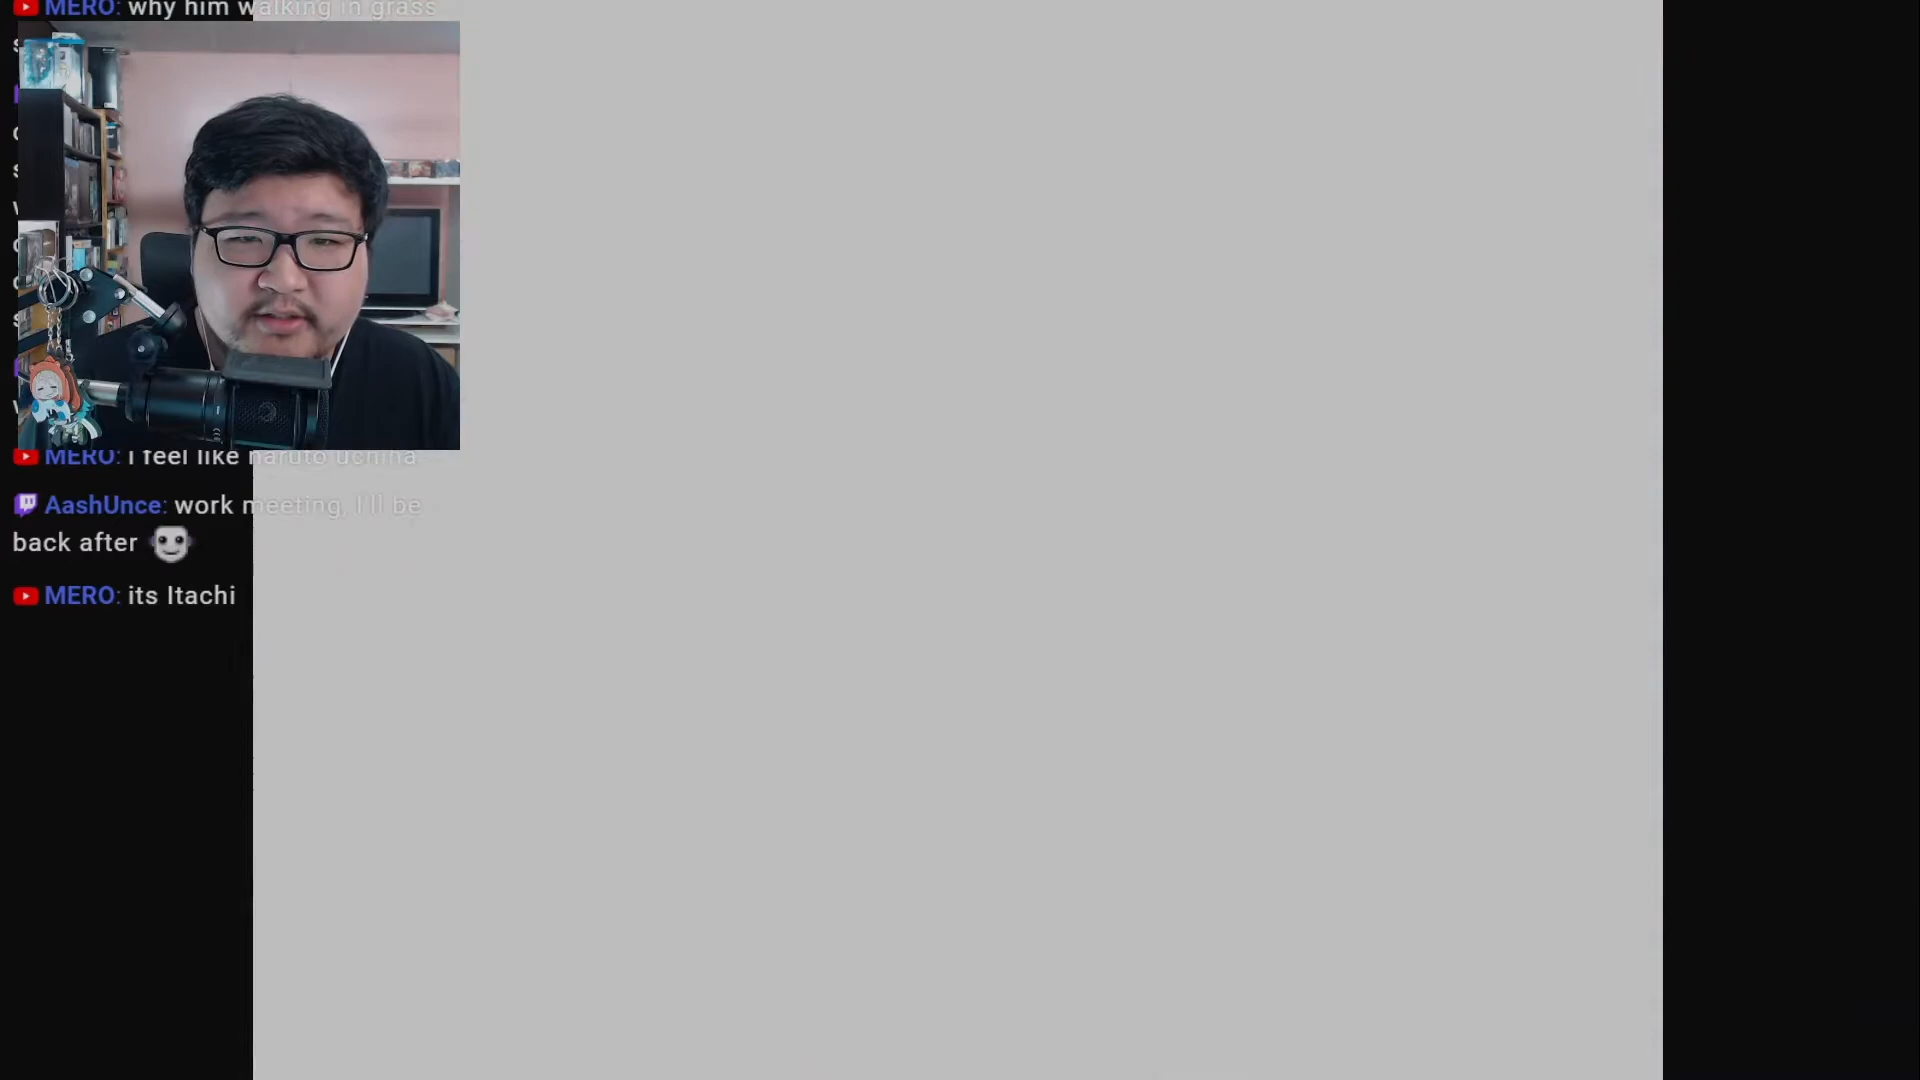 MERO: why him walking in grass
MERO: i feel like naruto uchiha
AashUnce: work meeting, I'll be
back after
MERO: its Itachi